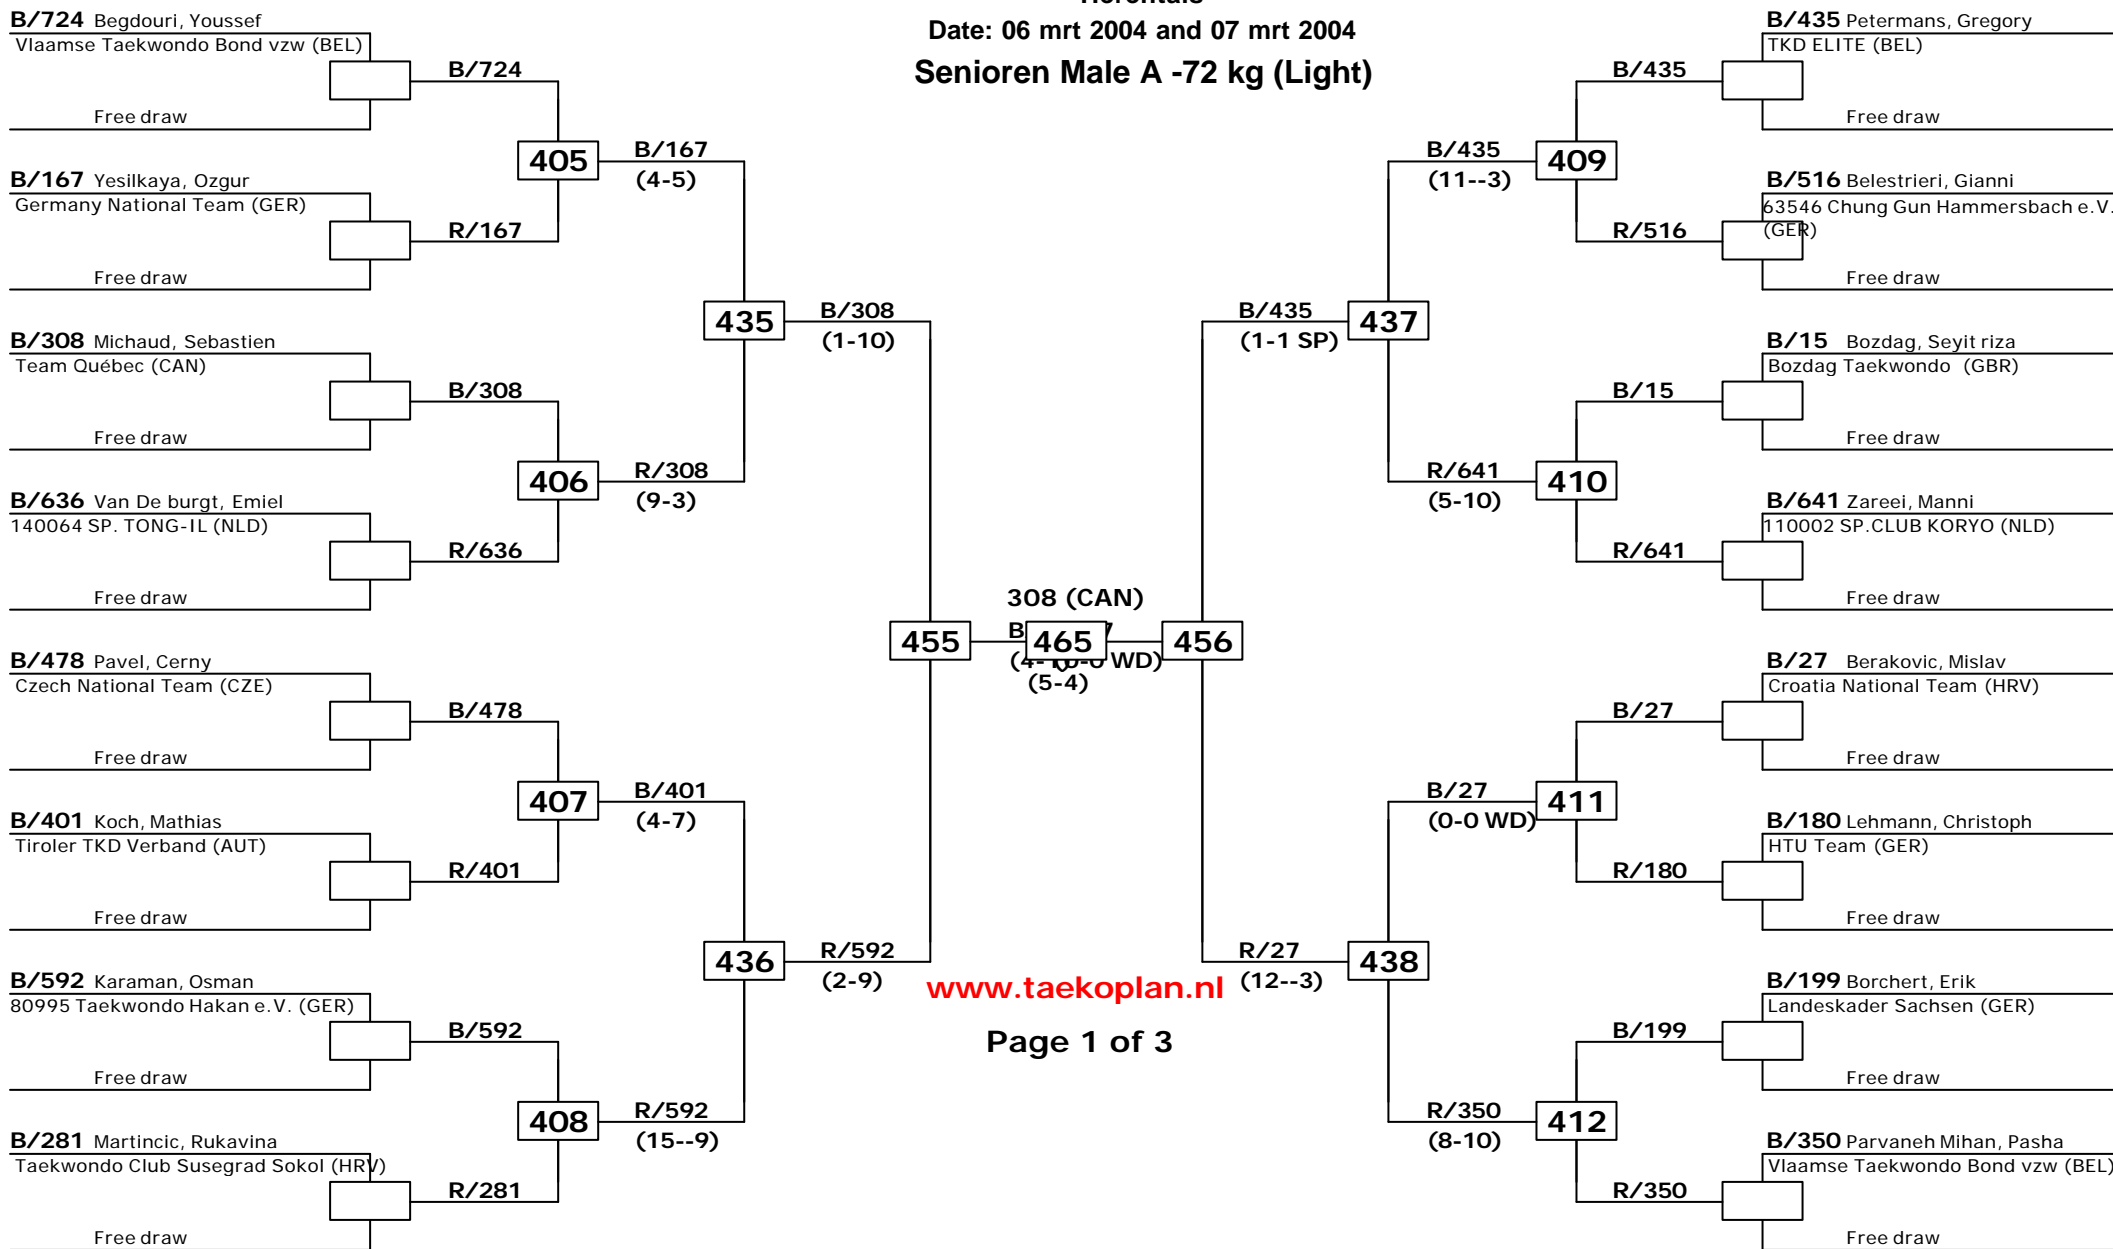 Herentals
Date: 06 mrt 2004 and 07 mrt 2004
Senioren Male A -72 kg (Light)
B/724 Begdouri, Youssef
Vlaamse Taekwondo Bond vzw (BEL)
Free draw
B/167 Yesilkaya, Ozgur
Germany National Team (GER)
Free draw
B/308 Michaud, Sebastien
Team Québec (CAN)
Free draw
B/636 Van De burgt, Emiel
140064 SP. TONG-IL (NLD)
Free draw
B/478 Pavel, Cerny
Czech National Team (CZE)
Free draw
B/401 Koch, Mathias
Tiroler TKD Verband (AUT)
Free draw
B/592 Karaman, Osman
80995 Taekwondo Hakan e.V. (GER)
Free draw
B/281 Martincic, Rukavina
Taekwondo Club Susegrad Sokol (HRV)
Free draw
B/724
R/167
B/308
R/636
B/478
R/401
B/592
R/281
405
406
407
408
B/167
(4-5)
R/308
(9-3)
B/401
(4-7)
R/592
(15--9)
435
436
B/308
(1-10)
R/592
(2-9)
455
308 (CAN)
465
(5-4)
456
www.taekoplan.nl
Page 1 of 3
B/435
(1-1 SP)
R/27
(12--3)
437
438
B/435
(11--3)
R/641
(5-10)
B/27
(0-0 WD)
R/350
(8-10)
409
410
411
412
B/435
R/516
B/15
R/641
B/27
R/180
B/199
R/350
B/435 Petermans, Gregory
TKD ELITE (BEL)
Free draw
B/516 Belestrieri, Gianni
63546 Chung Gun Hammersbach e.V.
(GER)
Free draw
B/15 Bozdag, Seyit riza
Bozdag Taekwondo (GBR)
Free draw
B/641 Zareei, Manni
110002 SP.CLUB KORYO (NLD)
Free draw
B/27 Berakovic, Mislav
Croatia National Team (HRV)
Free draw
B/180 Lehmann, Christoph
HTU Team (GER)
Free draw
B/199 Borchert, Erik
Landeskader Sachsen (GER)
Free draw
B/350 Parvaneh Mihan, Pasha
Vlaamse Taekwondo Bond vzw (BEL)
Free draw